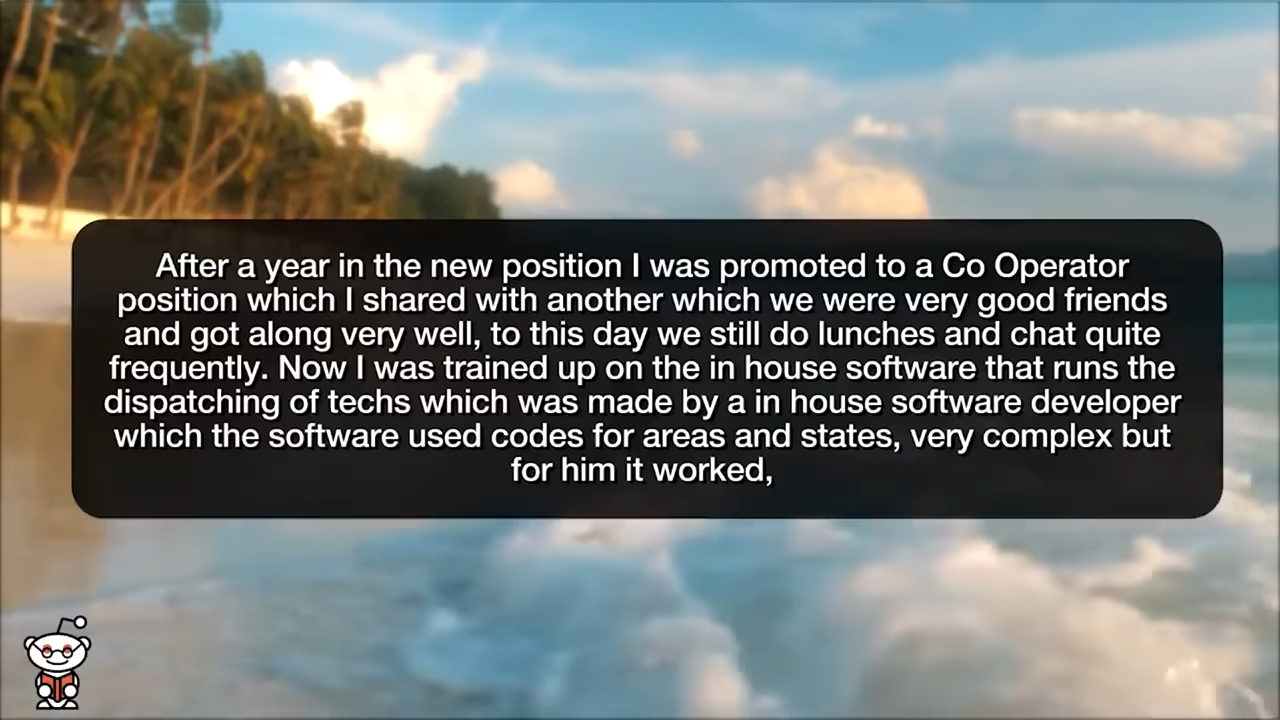 After a year in the new position I was promoted to a Co Operator
position which I shared with another which we were very good friends
and got along very well, to this day we still do lunches and chat quite
frequently. Now I was trained up on the in house software that runs the
dispatching of techs which was made by a in house software developer
which the software used codes for areas and states, very complex but
for him it worked,